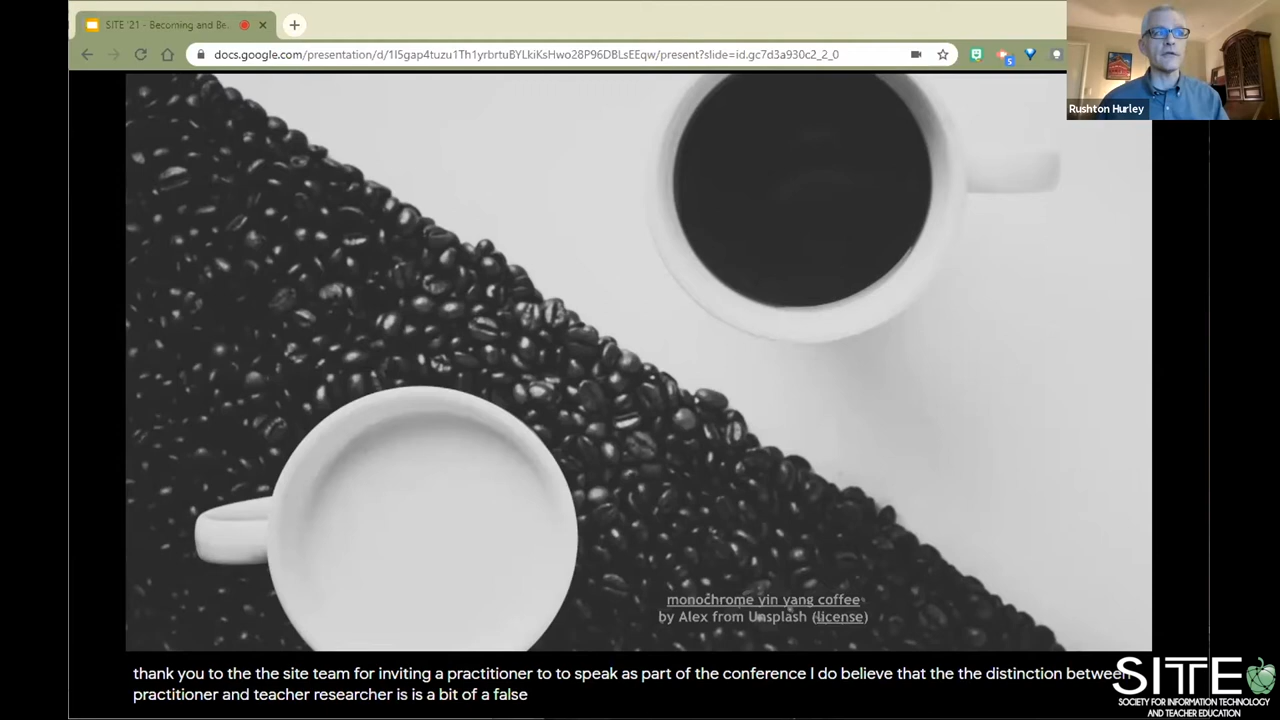 SITE '21 - Becoming and Be
docs.google.com/presentation/d/1I5gap4tuzu1Th1yrbrtuBYLkiKsHwo28P96DBLsEEqw/present?slide=id.gc7d3a930c2_2_0
5
Rushton Hurley
monochrome yin yang coffee
by Alex from Unsplash (license)
thank you to the the site team for inviting a practitioner to to speak as part of the conference I do believe that the the distinction between
practitioner and teacher researcher is is a bit of a false
SITE
SOCIETY FOR INFORMATION TECHNOLOGY
AND TEACHER EDUCATION